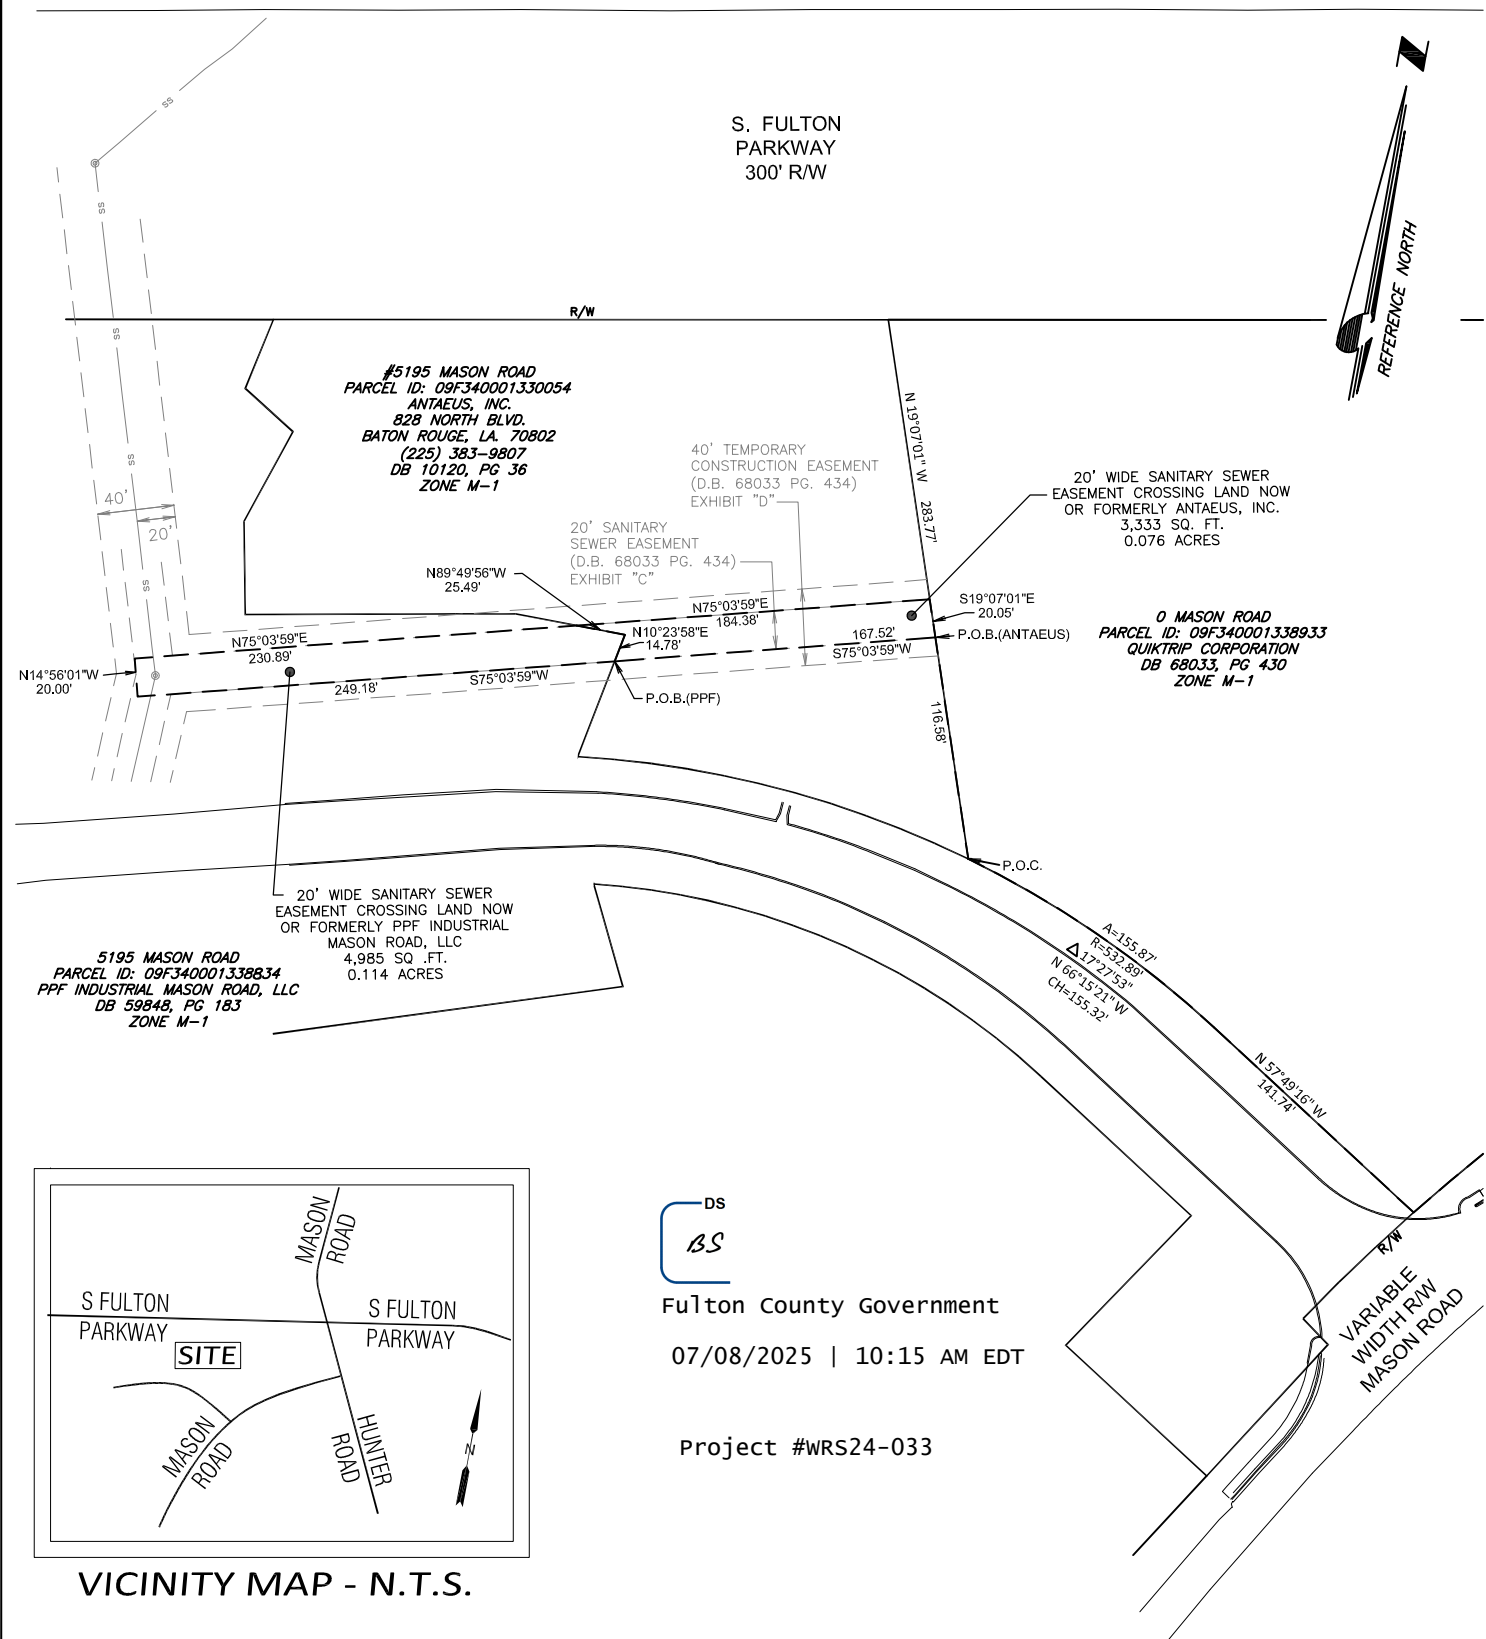 S. FULTON
PARKWAY
300' R/W
N
REFERENCE NORTH
SS
SS
SS
SS
SS
R/W
#5195 MASON ROAD
PARCEL ID: 09F340001330054
ANTAEUS, INC.
828 NORTH BLVD.
BATON ROUGE, LA. 70802
(225) 383-9807
DB 10120, PG 36
ZONE M-1
40' TEMPORARY
CONSTRUCTION EASEMENT
(D.B. 68033 PG. 434)
EXHIBIT "D"
N 19°07'01" W 283.77'
20' WIDE SANITARY SEWER
EASEMENT CROSSING LAND NOW
OR FORMERLY ANTAEUS, INC.
3,333 SQ. FT.
0.076 ACRES
40'
20'
20' SANITARY
SEWER EASEMENT
(D.B. 68033 PG. 434)
EXHIBIT "C"
N89°49'56"W
25.49'
N75°03'59"E
184.38'
S19°07'01"E
20.05'
P.O.B.(ANTAEUS)
0 MASON ROAD
PARCEL ID: 09F340001338933
QUIKTRIP CORPORATION
DB 68033, PG 430
ZONE M-1
N10°23'58"E
14.78'
167.52'
S75°03'59"W
N75°03'59"E
230.89'
N14°56'01"W
20.00'
249.18'
S75°03'59"W
P.O.B.(PPF)
116.58'
P.O.C.
20' WIDE SANITARY SEWER
EASEMENT CROSSING LAND NOW
OR FORMERLY PPF INDUSTRIAL
MASON ROAD, LLC
4,985 SQ .FT.
0.114 ACRES
5195 MASON ROAD
PARCEL ID: 09F340001338834
PPF INDUSTRIAL MASON ROAD, LLC
DB 59848, PG 183
ZONE M-1
A=155.87'
R=532.89'
Δ 17°27'53"
N 66°15'21" W
CH=155.32'
N 57°49'16" W
141.74'
R/W
VARIABLE
WIDTH R/W
MASON ROAD
DS
BS
Fulton County Government
07/08/2025 | 10:15 AM EDT
Project #WRS24-033
MASON
ROAD
S FULTON
PARKWAY
S FULTON
PARKWAY
SITE
MASON
ROAD
HUNTER
ROAD
N
VICINITY MAP - N.T.S.